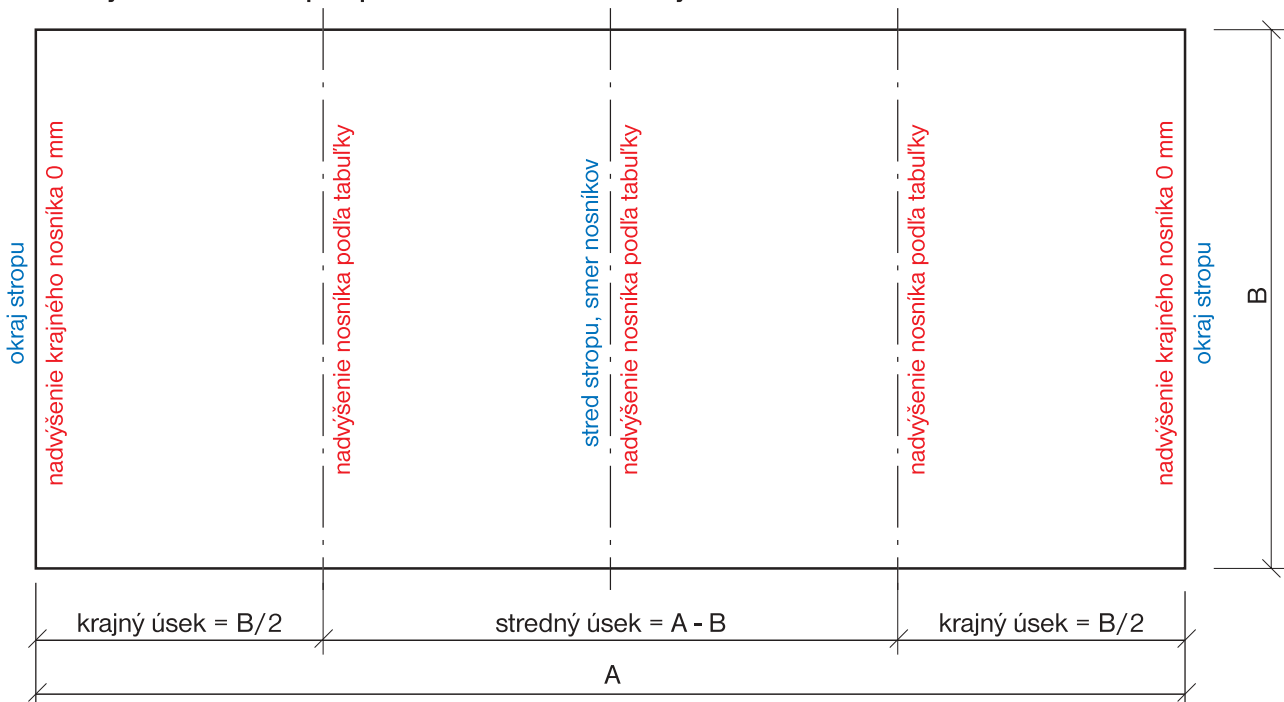 okraj stropu
nadvýšenie krajného nosníka 0 mm
nadvýšenie nosníka podľa tabuľky
stred stropu, smer nosníkov
nadvýšenie nosníka podľa tabuľky
nadvýšenie nosníka podľa tabuľky
nadvýšenie krajného nosníka 0 mm
okraj stropu
B
krajný úsek = B/2
stredný úsek = A - B
krajný úsek = B/2
A